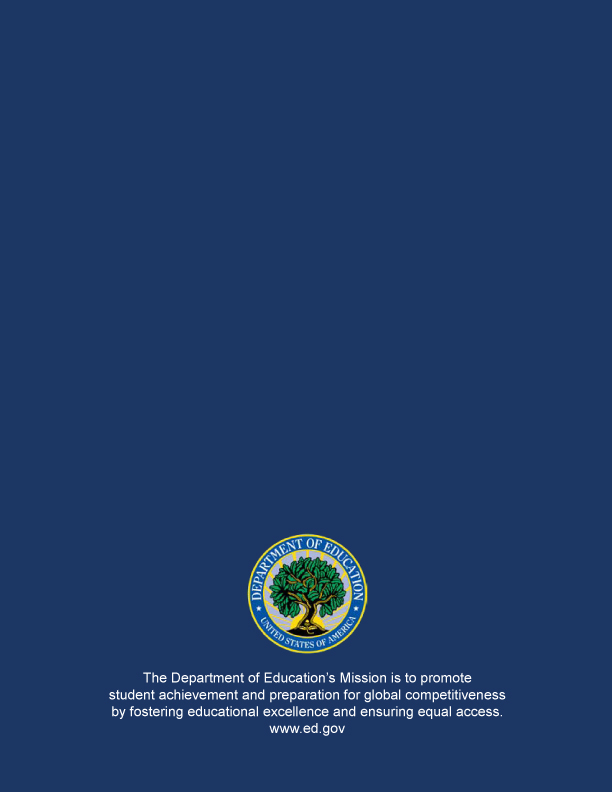 DEPARTMENT OF EDUCATION
UNITED STATES OF AMERICA
The Department of Education’s Mission is to promote
student achievement and preparation for global competitiveness
by fostering educational excellence and ensuring equal access.
www.ed.gov